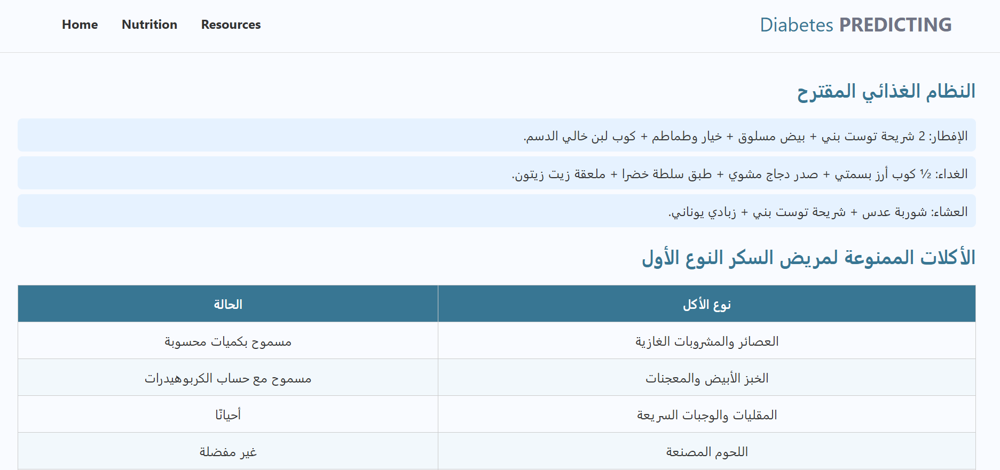 Home Nutrition Resources
Diabetes PREDICTING
النظام الغذائي المقترح
الإفطار: 2 شريحة توست بني + بيض مسلوق + خيار وطماطم + كوب لبن خالي الدسم.
الغداء: ½ كوب أرز بسمتي + صدر دجاج مشوي + طبق سلطة خضرا + ملعقة زيت زيتون.
العشاء: شوربة عدس + شريحة توست بني + زبادي يوناني.
الأكلات الممنوعة لمريض السكر النوع الأول
نوع الأكل الحالة
العصائر والمشروبات الغازية مسموح بكميات محسوبة
الخبز الأبيض والمعجنات مسموح مع حساب الكربوهيدرات
المقليات والوجبات السريعة أحيانًا
اللحوم المصنعة غير مفضلة